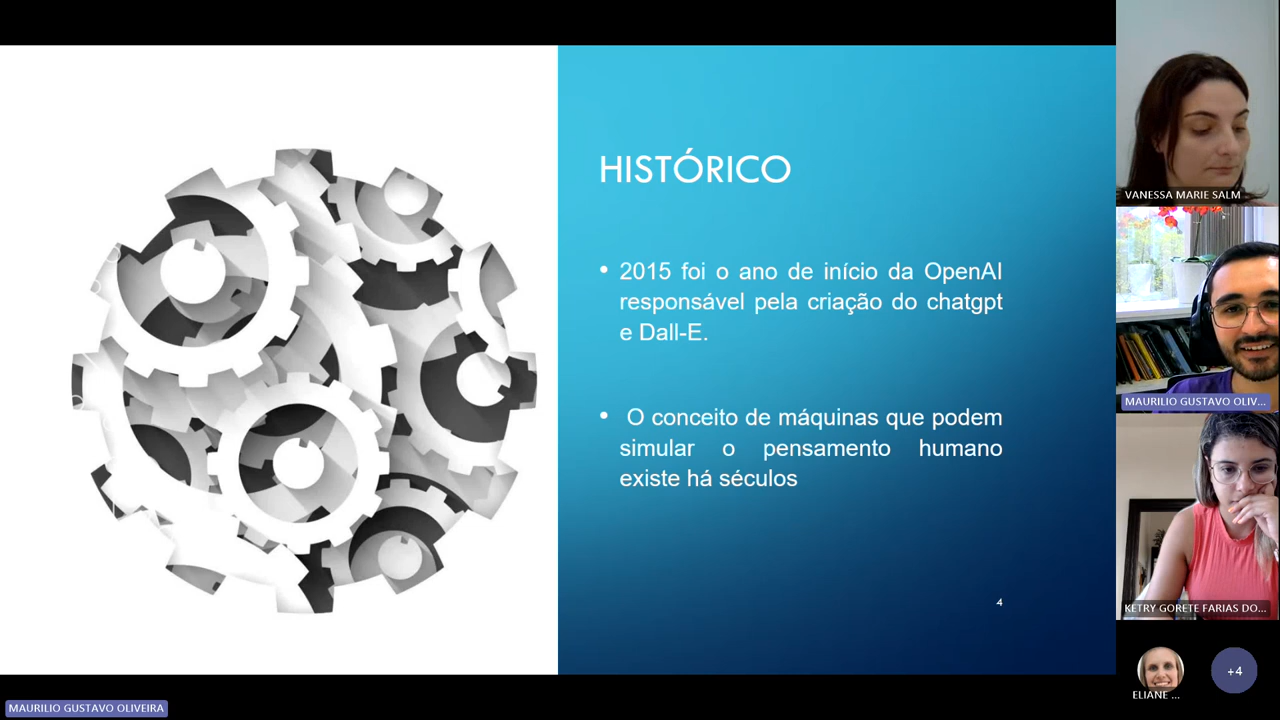 HISTÓRICO
• 2015 foi o ano de início da OpenAI
responsável pela criação do chatgpt
e Dall-E.
• O conceito de máquinas que podem
simular o pensamento humano
existe há séculos
4
VANESSA MARIE SALM
MAURILIO GUSTAVO OLIV...
KETRY GORETE FARIAS DO...
ELIANE ...
+4
MAURILIO GUSTAVO OLIVEIRA